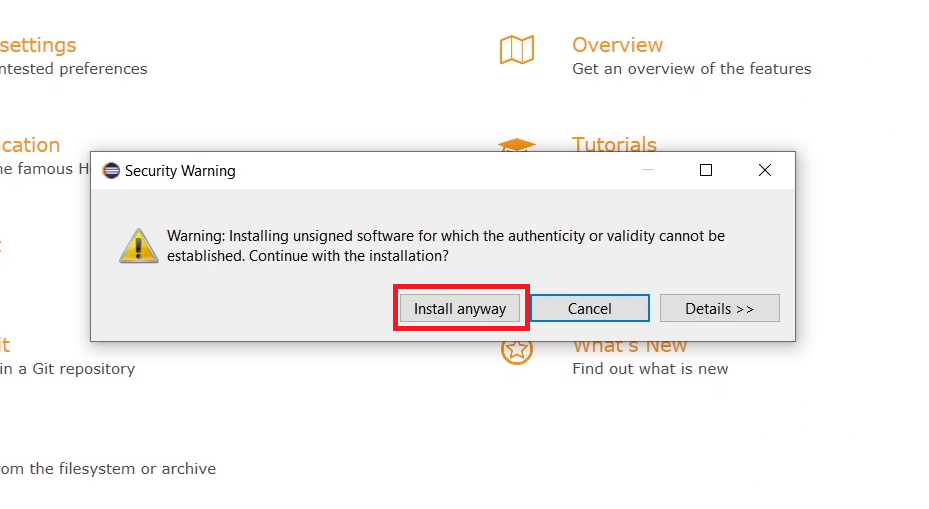 settings
ntested preferences
Overview
Get an overview of the features
cation
Tutorials
ne famous H
Security Warning
Warning: Installing unsigned software for which the authenticity or validity cannot be
established. Continue with the installation?
Install anyway
Cancel
Details >>
it
in a Git repository
What's New
Find out what is new
om the filesystem or archive